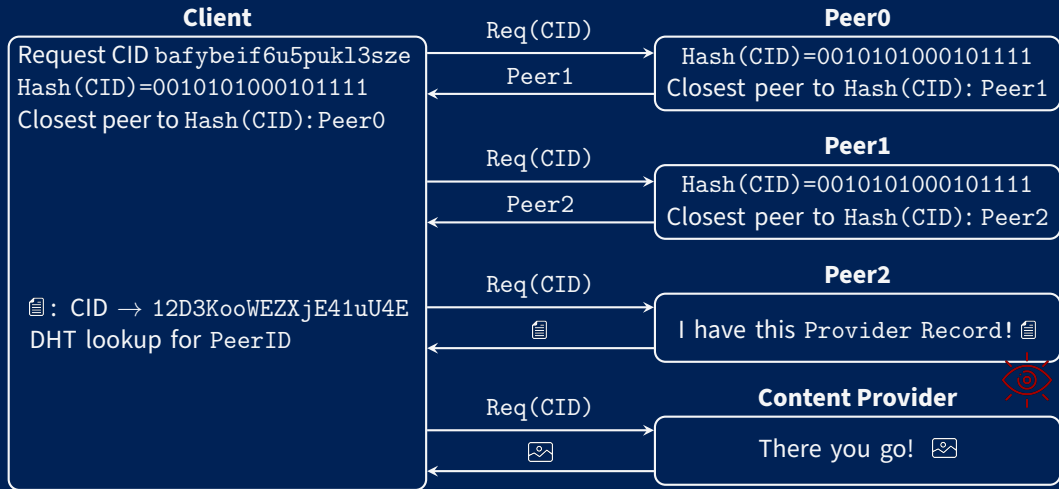 Client
Request CID bafybeif6u5pukl3sze
Hash(CID)=0010101000101111
Closest peer to Hash(CID): Peer0
: CID → 12D3KooWEZXjE41uU4E
DHT lookup for PeerID
Req(CID)
Peer1
Peer0
Hash(CID)=0010101000101111
Closest peer to Hash(CID): Peer1
Req(CID)
Peer2
Peer1
Hash(CID)=0010101000101111
Closest peer to Hash(CID): Peer2
Req(CID)
Peer2
I have this Provider Record!
Req(CID)
Content Provider
There you go!